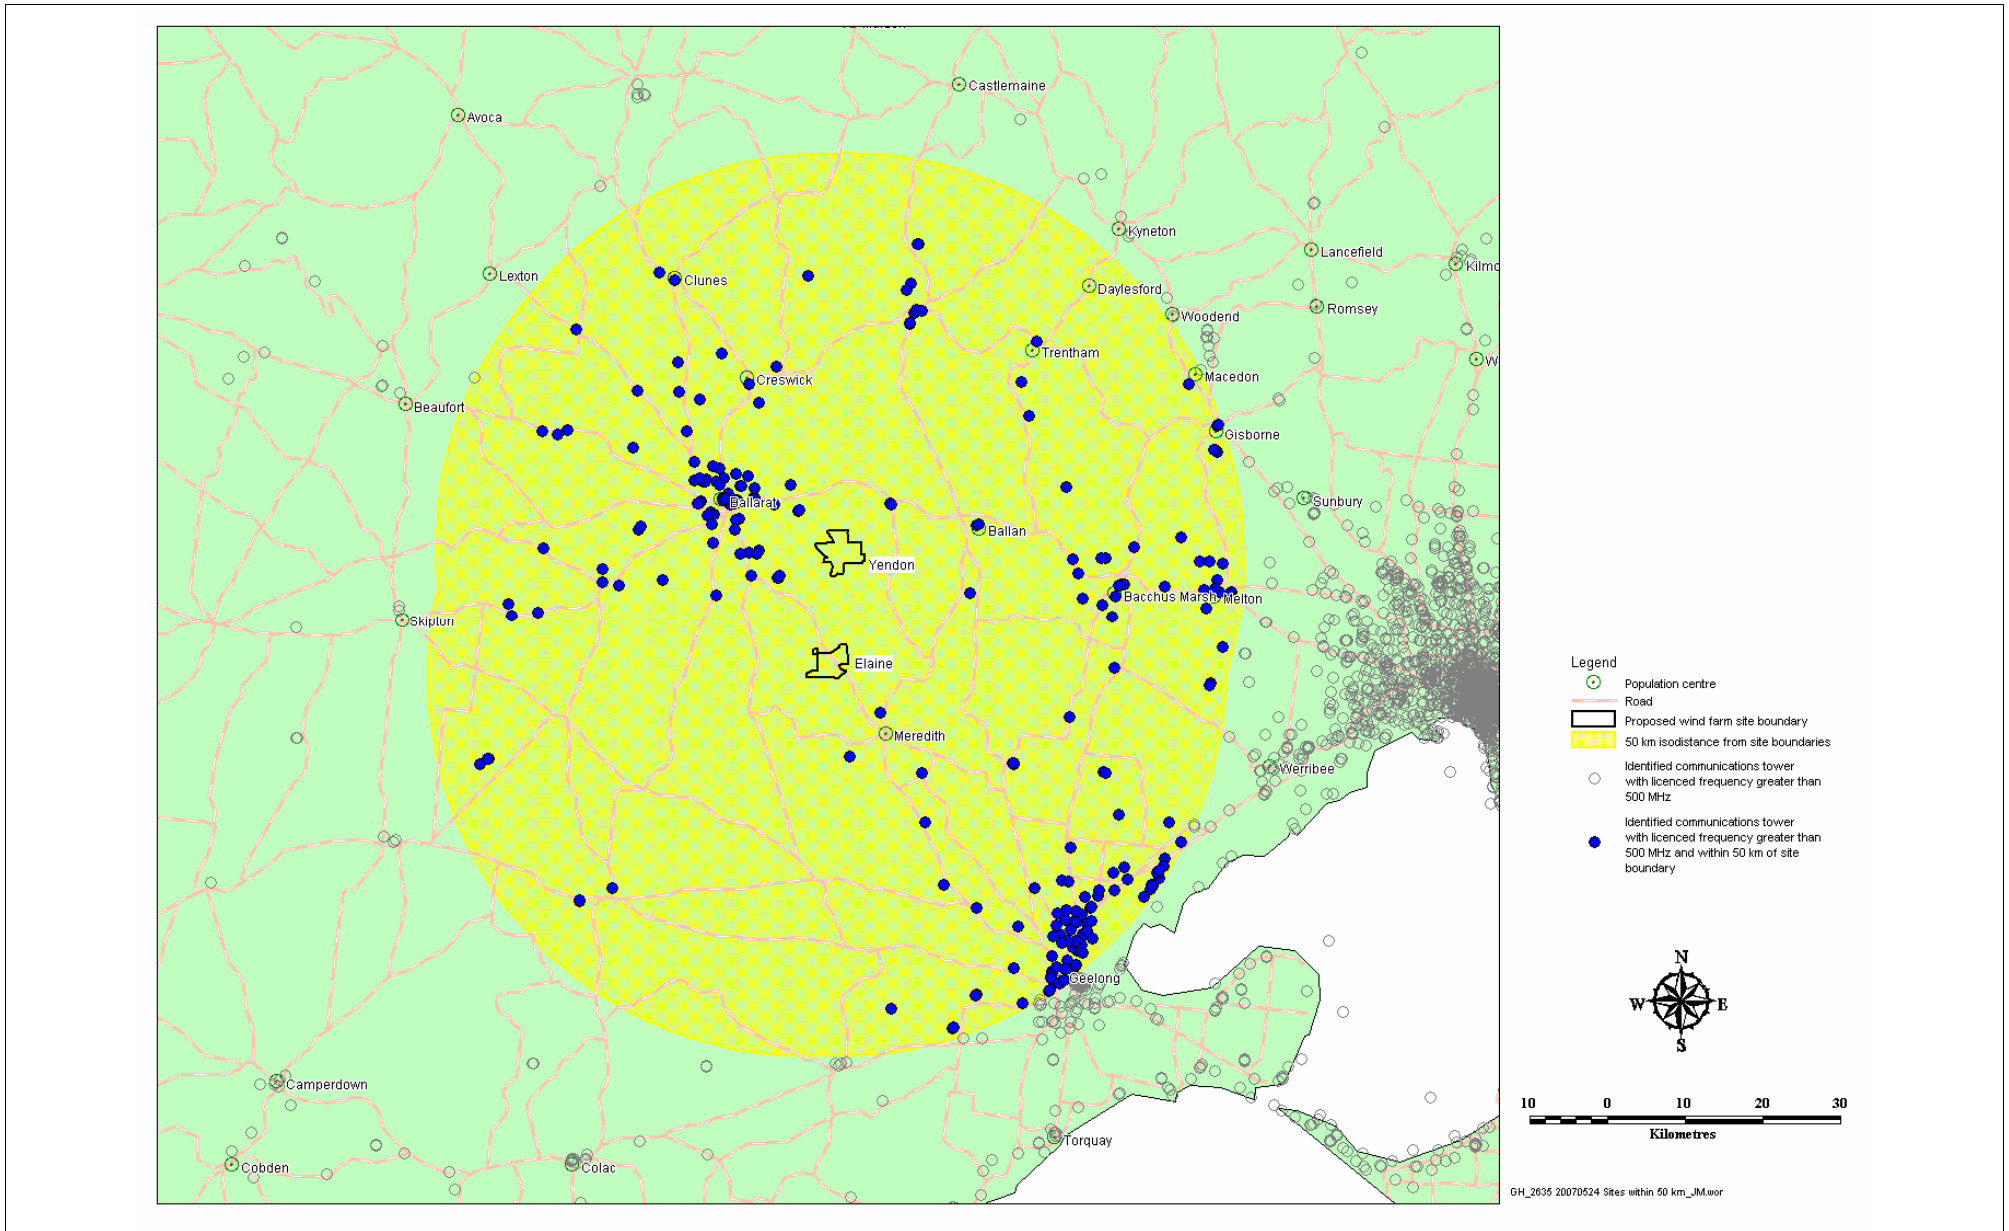 Castlemaine
Avoca
Kyneton
Lancefield
Kilmo
Lexton
Clunes
Daylesford
Romsey
Woodend
Trentham
W
Creswick
Macedon
Beaufort
Gisborne
Sunbury
Ballarat
Ballan
Yendon
Bacchus Marsh
Melton
Skipton
Elaine
Meredith
Werribee
Geelong
Camperdown
Torquay
Cobden
Colac
Legend
Population centre
Road
Proposed wind farm site boundary
50 km isodistance from site boundaries
Identified communications tower
with licenced frequency greater than
500 MHz
Identified communications tower
with licenced frequency greater than
500 MHz and within 50 km of site
boundary
N
W
E
S
10 0 10 20 30
Kilometres
GH_2635 20070524 Sites within 50 km_JM.wor